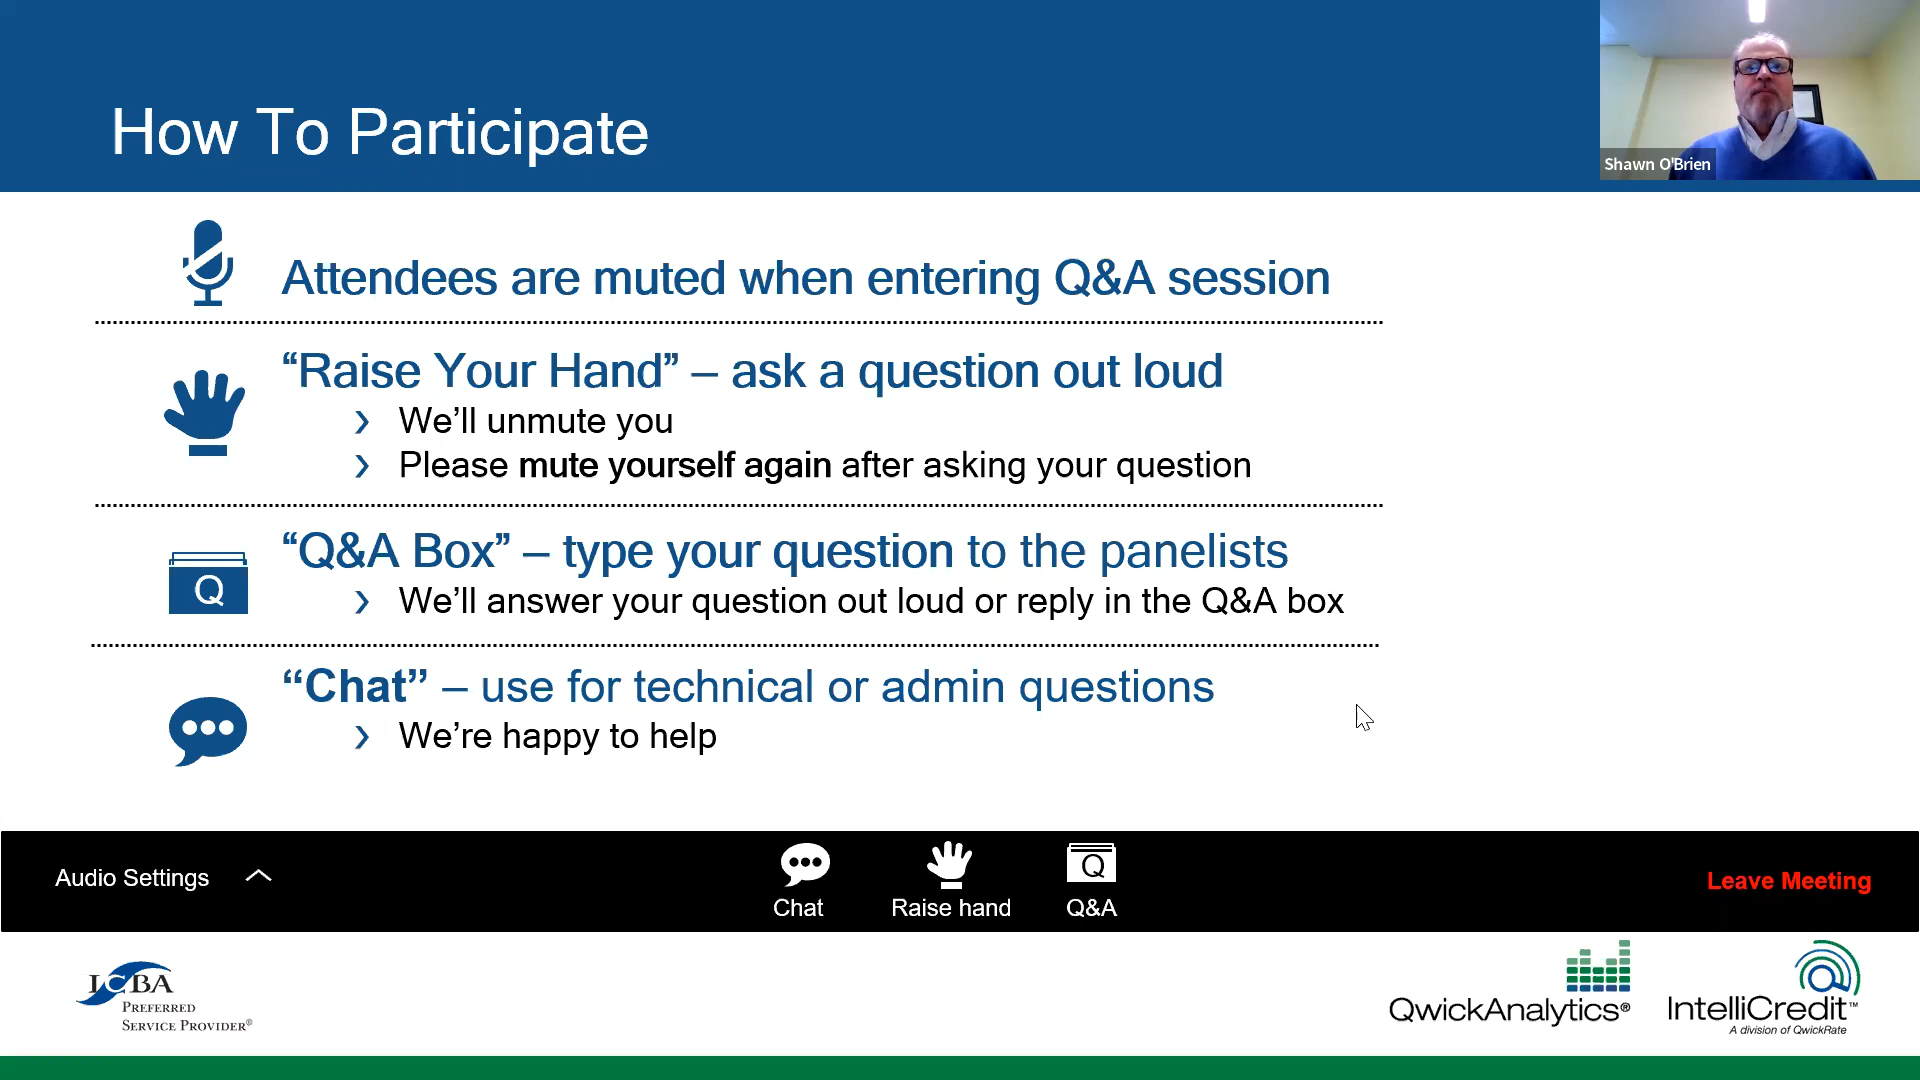 How To Participate
Shawn O'Brien
Attendees are muted when entering Q&A session
“Raise Your Hand” – ask a question out loud
› We’ll unmute you
› Please mute yourself again after asking your question
“Q&A Box” – type your question to the panelists
Q
› We’ll answer your question out loud or reply in the Q&A box
“Chat” – use for technical or admin questions
› We’re happy to help
Audio Settings
Q
Chat
Raise hand
Q&A
Leave Meeting
ICBA
PREFERRED
SERVICE PROVIDER®
QwickAnalytics®
IntelliCredit™
A division of QwickRate